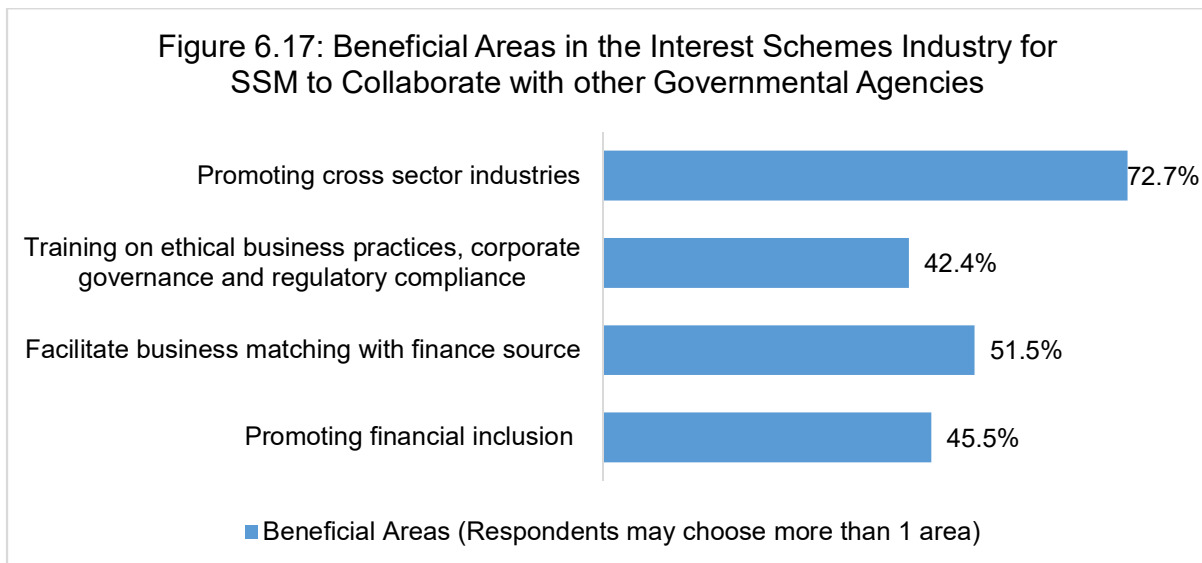 Figure 6.17: Beneficial Areas in the Interest Schemes Industry for
SSM to Collaborate with other Governmental Agencies
Promoting cross sector industries
72.7%
Training on ethical business practices, corporate
governance and regulatory compliance
42.4%
Facilitate business matching with finance source
51.5%
Promoting financial inclusion
45.5%
Beneficial Areas (Respondents may choose more than 1 area)